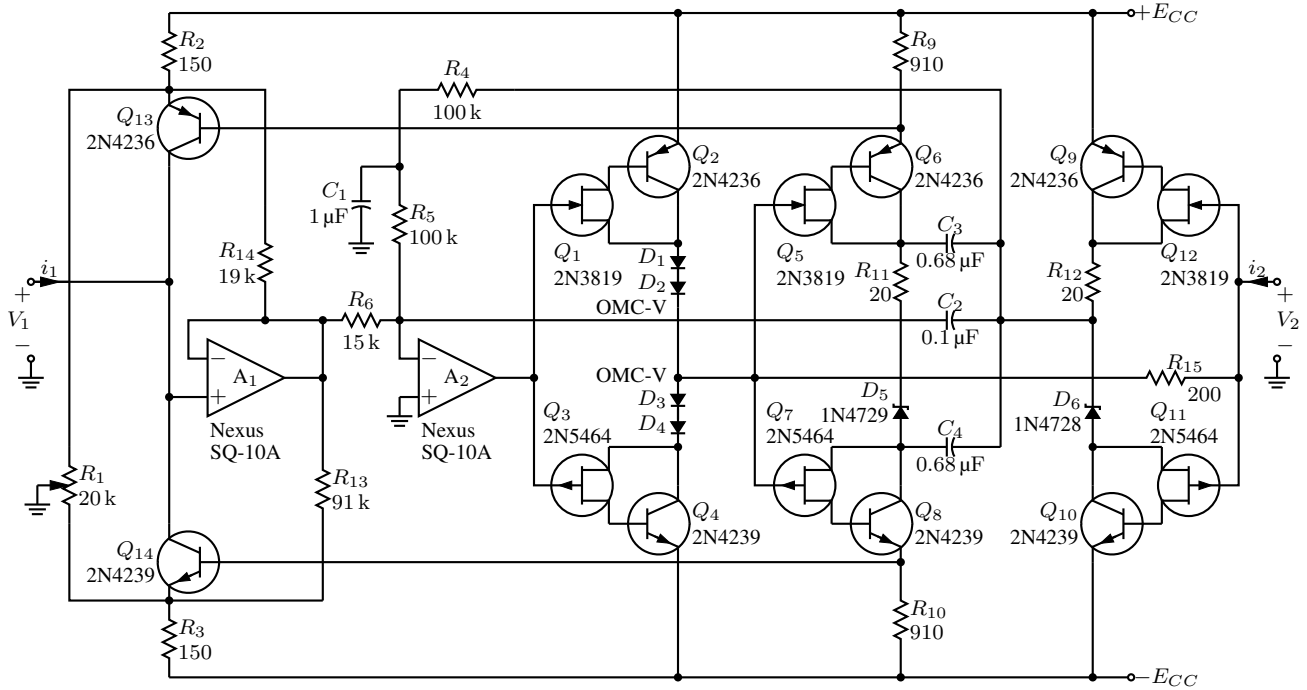 +E_CC
R_2
150
R_9
910
R_4
100 k
Q_13
2N4236
Q_2
2N4236
Q_6
2N4236
Q_9
2N4236
C_1
1 µF
R_5
100 k
C_3
0.68 µF
R_14
19 k
Q_1
2N3819
D_1
D_2
OMC-V
Q_5
2N3819
R_11
20
R_12
20
Q_12
2N3819
i_1
+
V_1
−
i_2
+
V_2
−
R_6
15 k
C_2
0.1 µF
−
+
A_1
Nexus
SQ-10A
−
+
A_2
Nexus
SQ-10A
OMC-V
D_3
D_4
R_15
200
Q_3
2N5464
Q_7
2N5464
D_5
1N4729
D_6
1N4728
Q_11
2N5464
C_4
0.68 µF
R_1
20 k
R_13
91 k
Q_4
2N4239
Q_8
2N4239
Q_10
2N4239
Q_14
2N4239
R_3
150
R_10
910
−E_CC